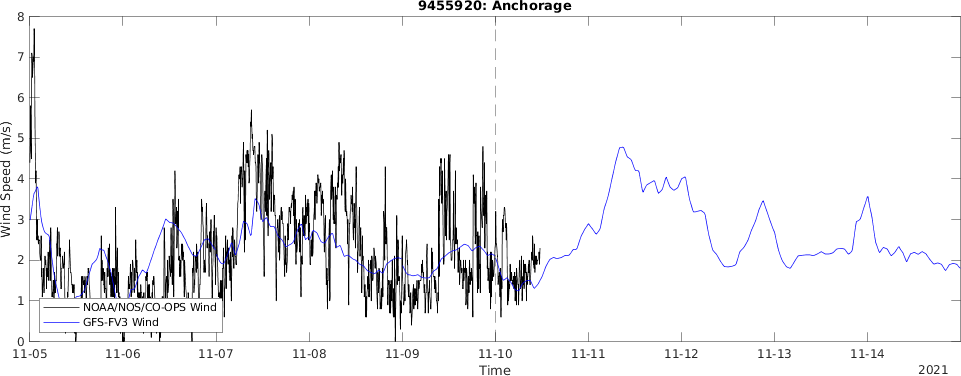 9455920: Anchorage
8
7
6
5
4
3
2
1
0
Wind Speed (m/s)
NOAA/NOS/CO-OPS Wind
GFS-FV3 Wind
11-05 11-06 11-07 11-08 11-09 11-10 11-11 11-12 11-13 11-14
Time
2021